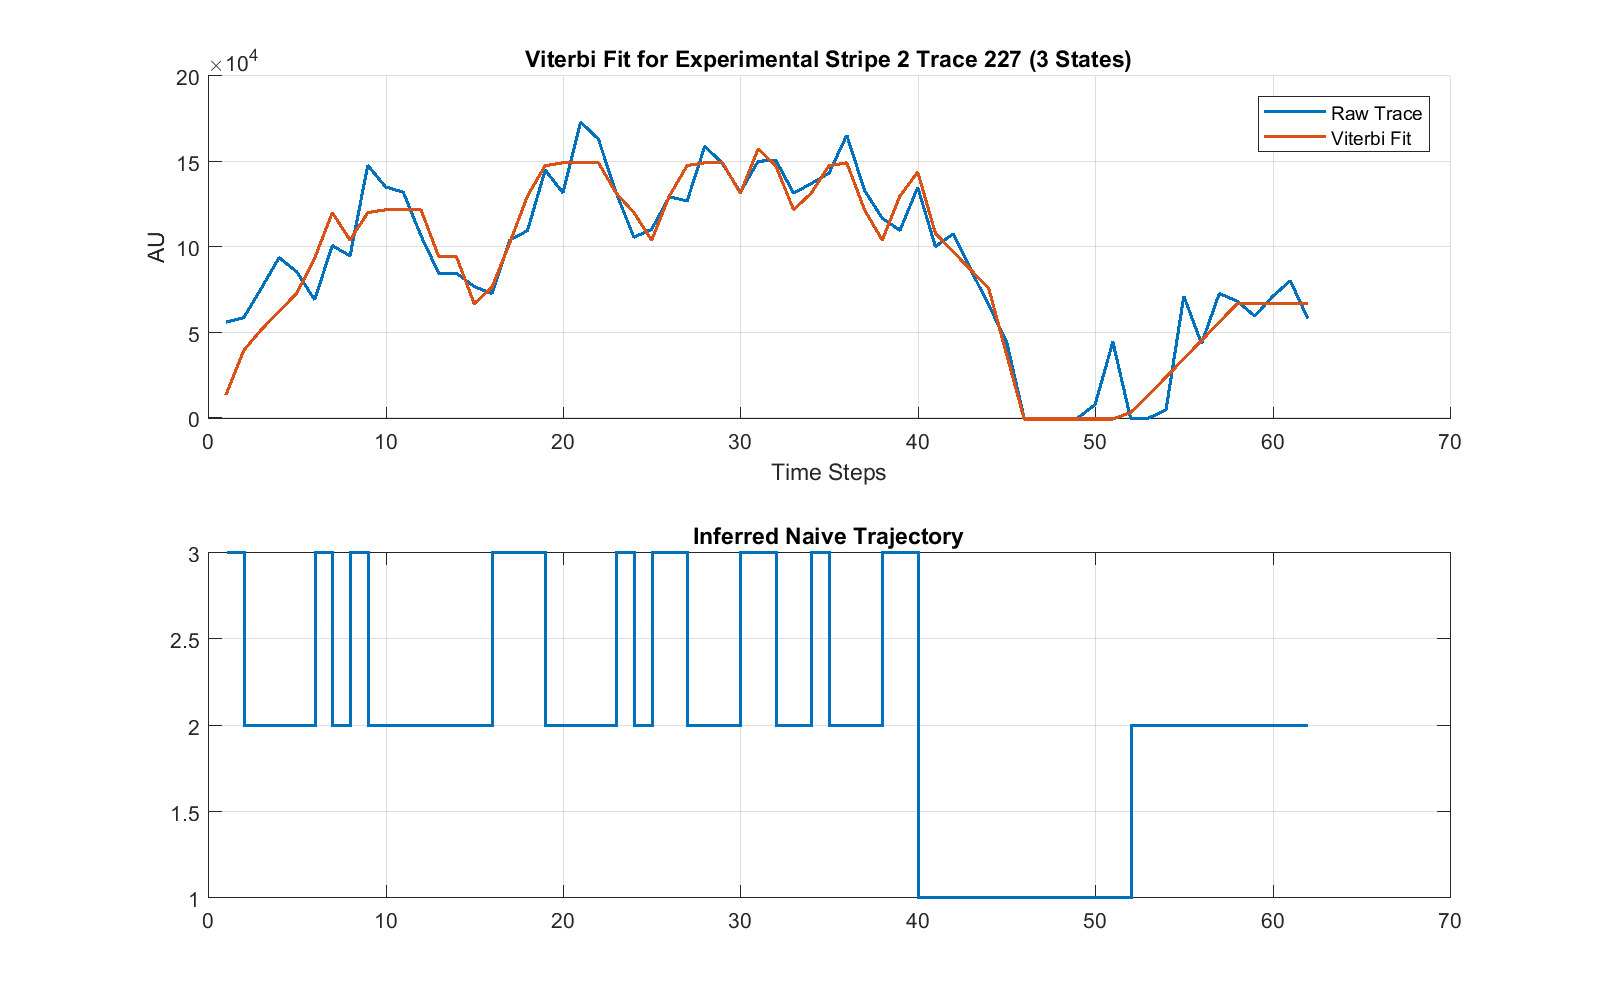 Viterbi Fit for Experimental Stripe 2 Trace 227 (3 States)
×10⁴
20
15
10
5
0
AU
Raw Trace
Viterbi Fit
0 10 20 30 40 50 60 70
Time Steps
Inferred Naive Trajectory
3
2.5
2
1.5
1
0 10 20 30 40 50 60 70